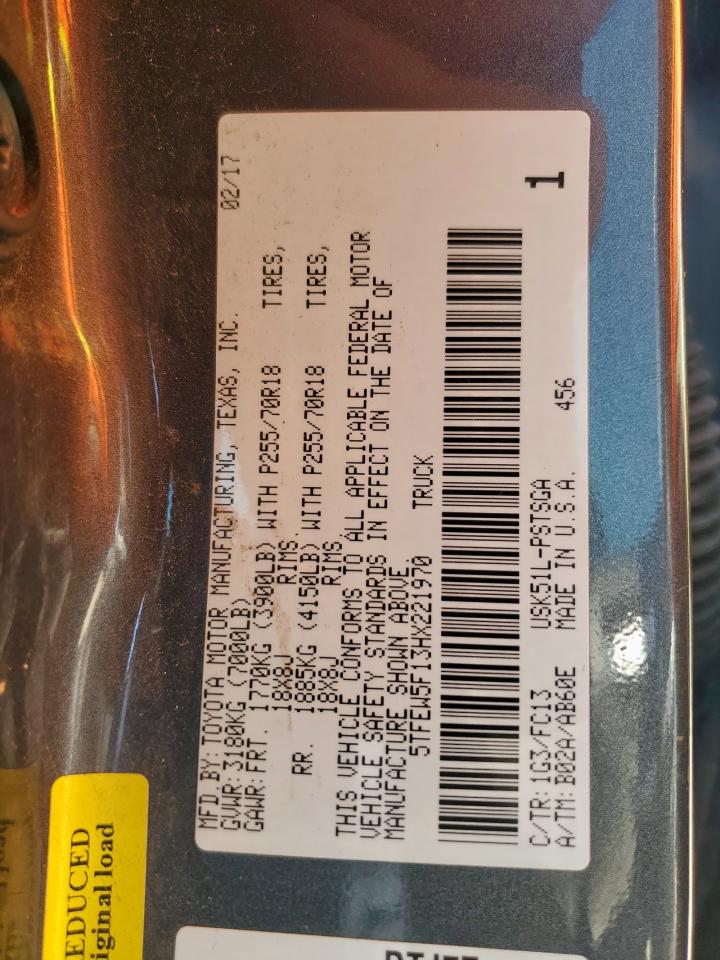 MFD.BY:TOYOTA MOTOR MANUFACTURING, TEXAS, INC. 02/17
GVWR:3180KG (7000LB)
GAWR:FRT. 1770KG (3900LB) WITH P255/70R18 TIRES,
18X8J RIMS.
RR. 1885KG (4150LB) WITH P255/70R18 TIRES,
18X8J RIMS
THIS VEHICLE CONFORMS TO ALL APPLICABLE FEDERAL MOTOR
VEHICLE SAFETY STANDARDS IN EFFECT ON THE DATE OF
MANUFACTURE SHOWN ABOVE
5TFEW5F13HX221970 TRUCK
1
C/TR:1G3/FC13 USK51L-PSTSGA
A/TM:B02A/AB60E MADE IN U.S.A. 456
EDUCED
iginal load